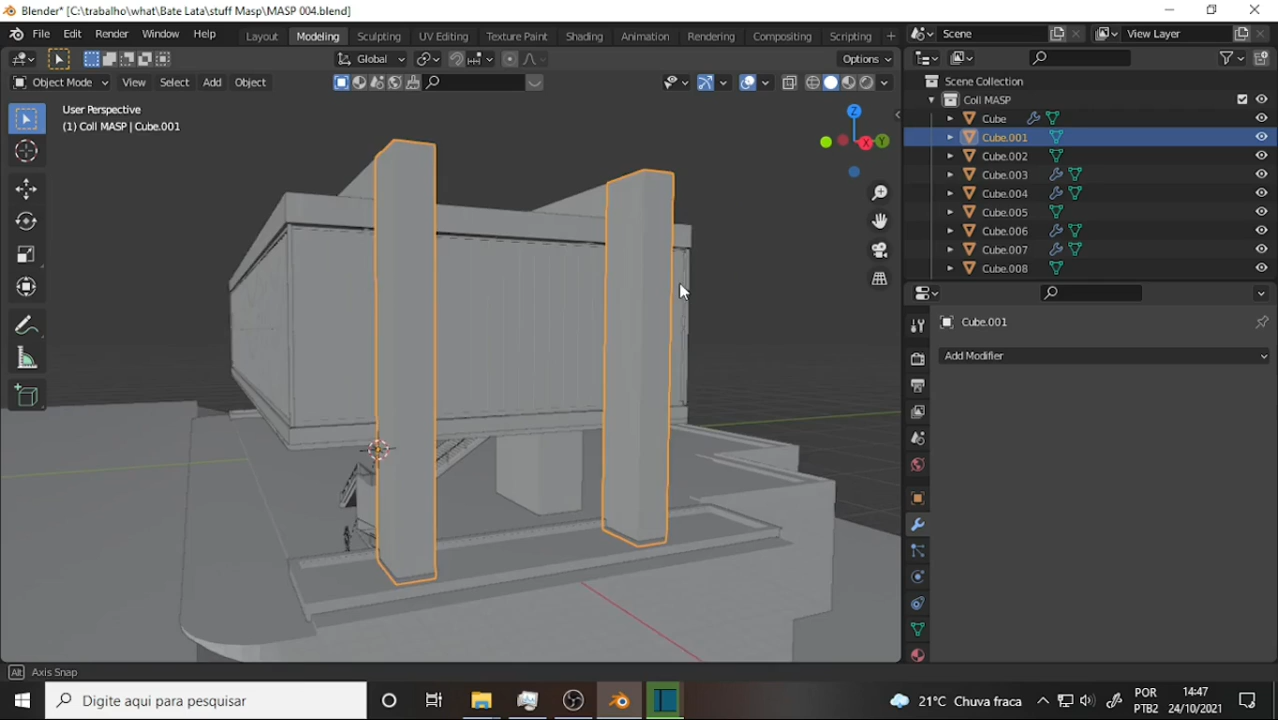 Blender* [C:\trabalho\what\Bate Lata\stuff Masp\MASP 004.blend]
File Edit Render Window Help Layout Modeling Sculpting UV Editing Texture Paint Shading Animation Rendering Compositing Scripting Scene View Layer
Global Options
Object Mode View Select Add Object
User Perspective
(1) Coll MASP | Cube.001
Z
X
Y
Scene Collection
Coll MASP
Cube
Cube.001
Cube.002
Cube.003
Cube.004
Cube.005
Cube.006
Cube.007
Cube.008
Cube.001
Add Modifier
Alt Axis Snap
Digite aqui para pesquisar
21°C Chuva fraca
POR
PTB2
14:47
24/10/2021